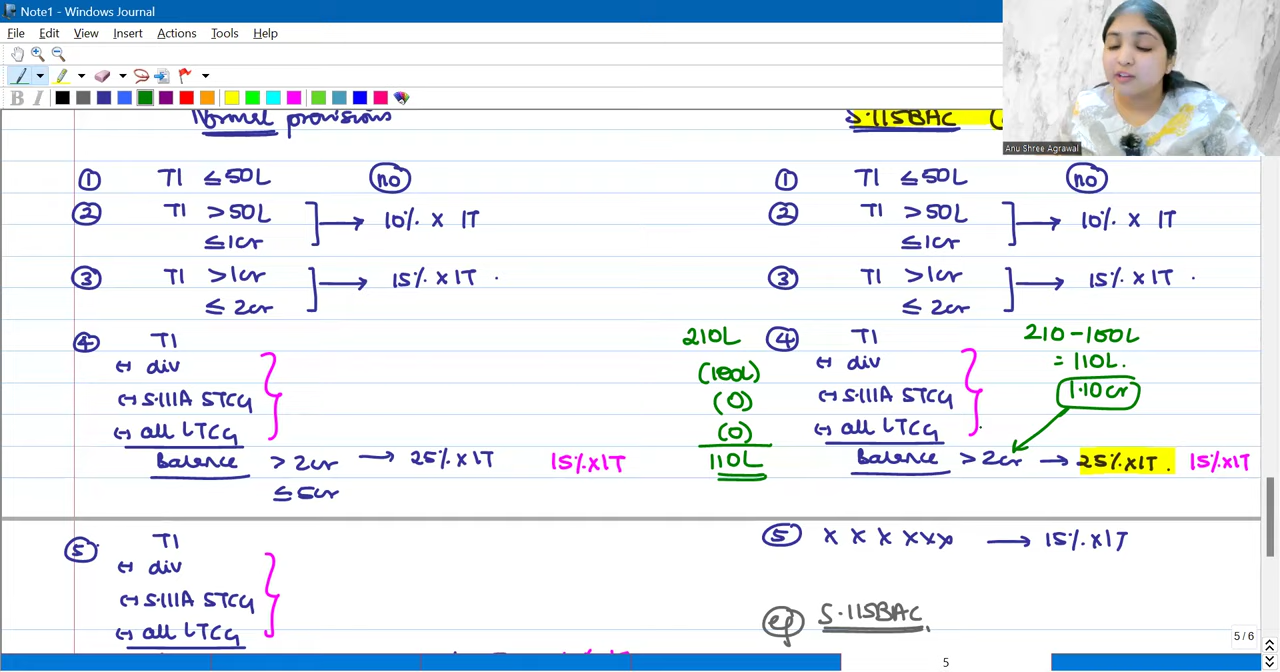 Note1 - Windows Journal
File Edit View Insert Actions Tools Help
B I
Anu Shree Agrawal
Normal provisions
① TI ≤ 50L (no)
② TI > 50L
≤ 1cr → 10% x IT
③ TI > 1cr
≤ 2cr → 15% x IT .
④ TI
(-) div
(-) S.111A STCG
(-) all LTCG
Balance > 2cr → 25% x IT 15% x IT
≤ 5cr
⑤ TI
(-) div
(-) S.111A STCG
(-) all LTCG
S.115BAC (
① TI ≤ 50L (no)
② TI > 50L
≤ 1cr → 10% x IT
③ TI > 1cr
≤ 2cr → 15% x IT .
210L
(100L)
(0)
(0)
110L
④ TI
(-) div
(-) S.111A STCG
(-) all LTCG
Balance > 2cr → 25% x IT . 15% x IT
210 - 100L
= 110L.
1.10cr
⑤ x x x x x x x → 15% x IT
eg S.115BAC.
5 / 6
5